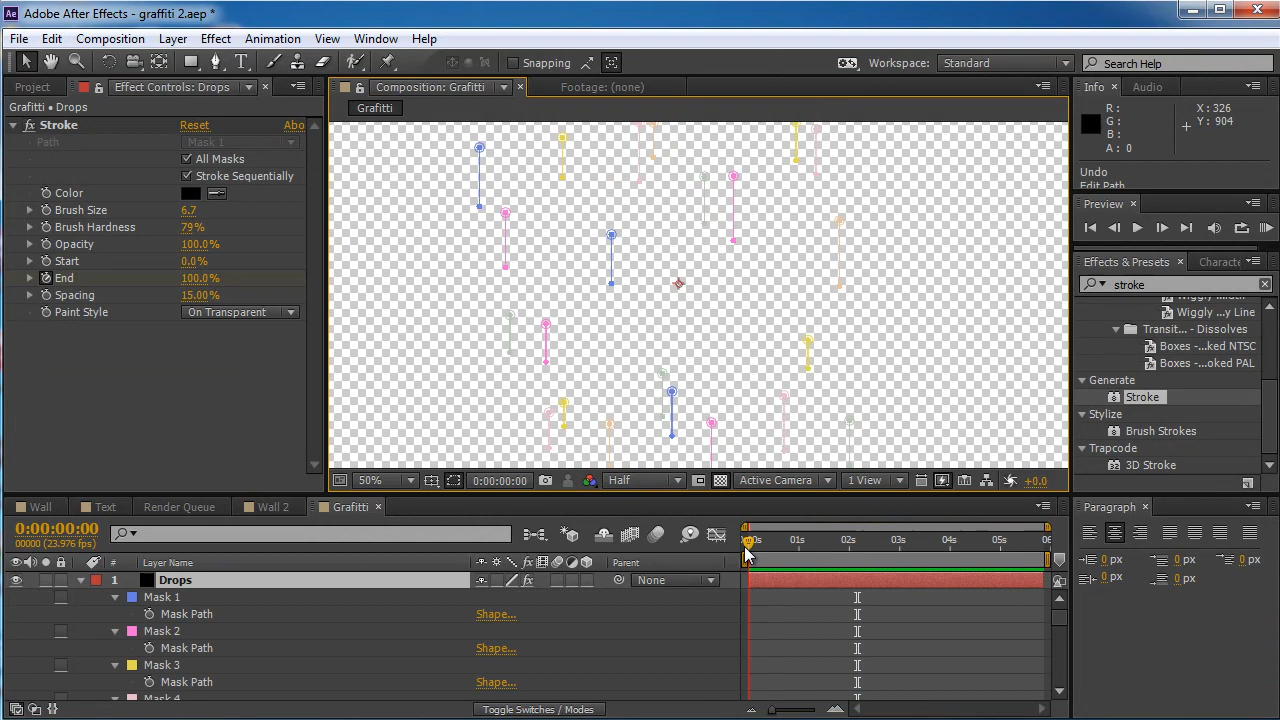 Adobe After Effects - graffiti 2.aep *
File Edit Composition Layer Effect Animation View Window Help
Snapping Workspace: Standard Search Help
Project Effect Controls: Drops Composition: Grafitti Footage: (none) Info Audio
Grafitti • Drops
Grafitti
fx Stroke Reset Abo
Path Mask 1
All Masks
Stroke Sequentially
Color
Brush Size 6.7
Brush Hardness 79%
Opacity 100.0%
Start 0.0%
End 100.0%
Spacing 15.00%
Paint Style On Transparent
R: X: 326
G: Y: 904
B:
A: 0
Undo
Edit Path
Preview
Effects & Presets Characte
stroke
Wiggly ...y Line
Transit... - Dissolves
Boxes -...ked NTSC
Boxes -...oked PAL
Generate
Stroke
Stylize
Brush Strokes
Trapcode
3D Stroke
50% 0:00:00:00 Half Active Camera 1 View +0.0
Wall Text Render Queue Wall 2 Grafitti
Paragraph
0:00:00:00
00000 (23.976 fps)
01s 02s 03s 04s 05s 06
# Layer Name Parent
1 Drops fx None
Mask 1
Mask Path Shape...
Mask 2
Mask Path Shape...
Mask 3
Mask Path Shape...
Mask 4
0 px 0 px 0 px
0 px 0 px
Toggle Switches / Modes